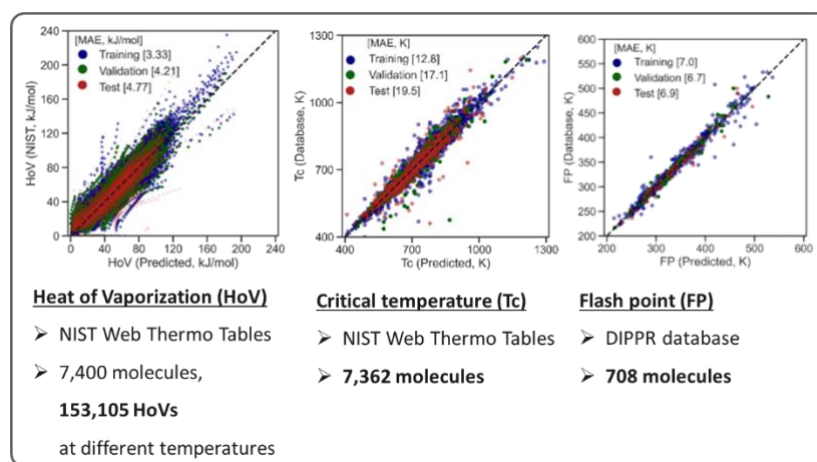 [MAE, kJ/mol]
Training [3.33]
Validation [4.21]
Test [4.77]
240
200
160
120
80
40
0
HoV (NIST, kJ/mol)
0 40 80 120 160 200 240
HoV (Predicted, kJ/mol)
[MAE, K]
Training [12.8]
Validation [17.1]
Test [19.5]
1300
1000
700
400
Tc (Database, K)
400 700 1000 1300
Tc (Predicted, K)
[MAE, K]
Training [7.0]
Validation [6.7]
Test [6.9]
600
550
500
450
400
350
300
250
200
FP (Database, K)
200 300 400 500 600
FP (Predicted, K)
Heat of Vaporization (HoV)
➤ NIST Web Thermo Tables
➤ 7,400 molecules,
153,105 HoVs
at different temperatures
Critical temperature (Tc)
➤ NIST Web Thermo Tables
➤ 7,362 molecules
Flash point (FP)
➤ DIPPR database
➤ 708 molecules